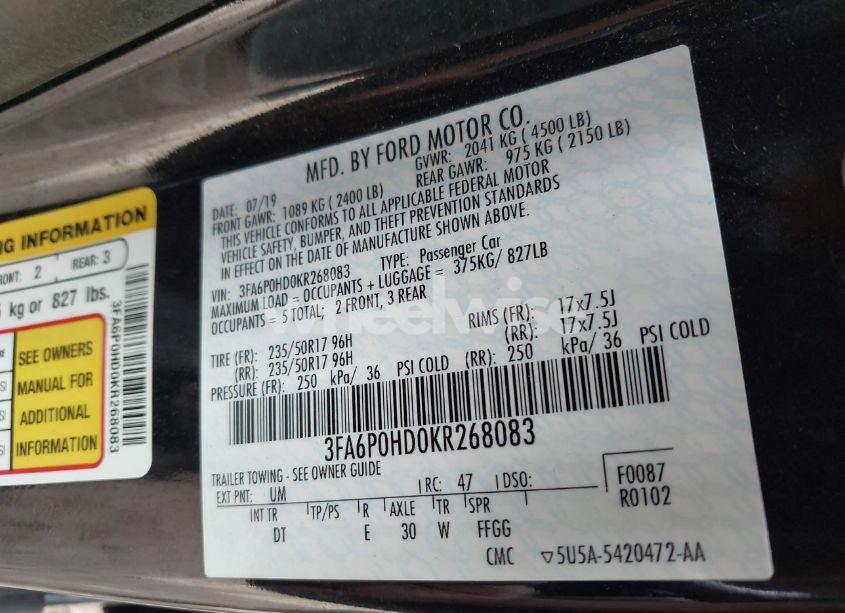 MFD. BY FORD MOTOR CO.
DATE: 07/19 GVWR: 2041 KG ( 4500 LB)
FRONT GAWR: 1089 KG ( 2400 LB) REAR GAWR: 975 KG ( 2150 LB)
THIS VEHICLE CONFORMS TO ALL APPLICABLE FEDERAL MOTOR
VEHICLE SAFETY, BUMPER, AND THEFT PREVENTION STANDARDS
IN EFFECT ON THE DATE OF MANUFACTURE SHOWN ABOVE.
VIN: 3FA6P0HD0KR268083 TYPE: Passenger Car
MAXIMUM LOAD = OCCUPANTS + LUGGAGE = 375KG/ 827LB
OCCUPANTS = 5 TOTAL; 2 FRONT, 3 REAR
TIRE (FR): 235/50R17 96H RIMS (FR): 17x7.5J
(RR): 235/50R17 96H (RR): 17x7.5J
PRESSURE (FR): 250 kPa/ 36 PSI COLD (RR): 250 kPa/ 36 PSI COLD
3FA6P0HD0KR268083
TRAILER TOWING - SEE OWNER GUIDE
EXT PNT: UM RC: 47 DSO: F0087
R0102
INT TR TP/PS R AXLE TR SPR
DT E 30 W FFGG
CMC ▽5U5A-5420472-AA
INFORMATION
2 REAR: 3
kg or 827 lbs.
SEE OWNERS
MANUAL FOR
ADDITIONAL
INFORMATION
3FA6P0HD0KR268083
wheelwise